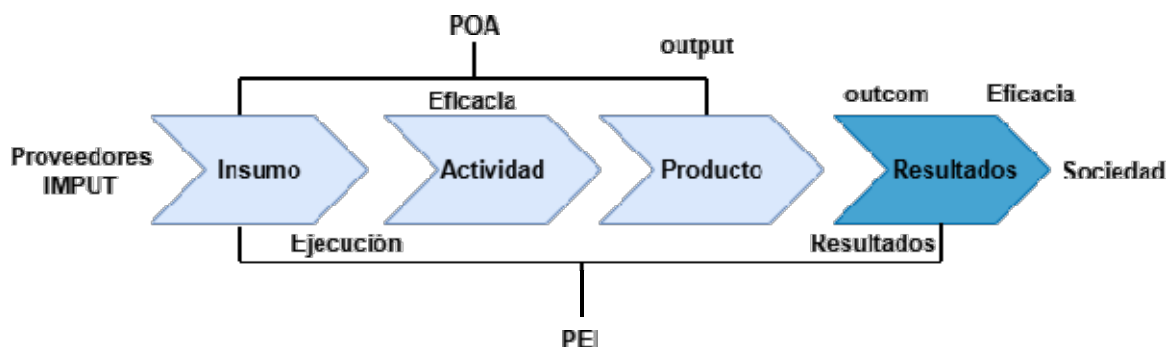 POA
output
Eficacia
outcom
Eficacia
Proveedores
IMPUT
Insumo
Actividad
Producto
Resultados
Sociedad
Ejecución
Resultados
PEI